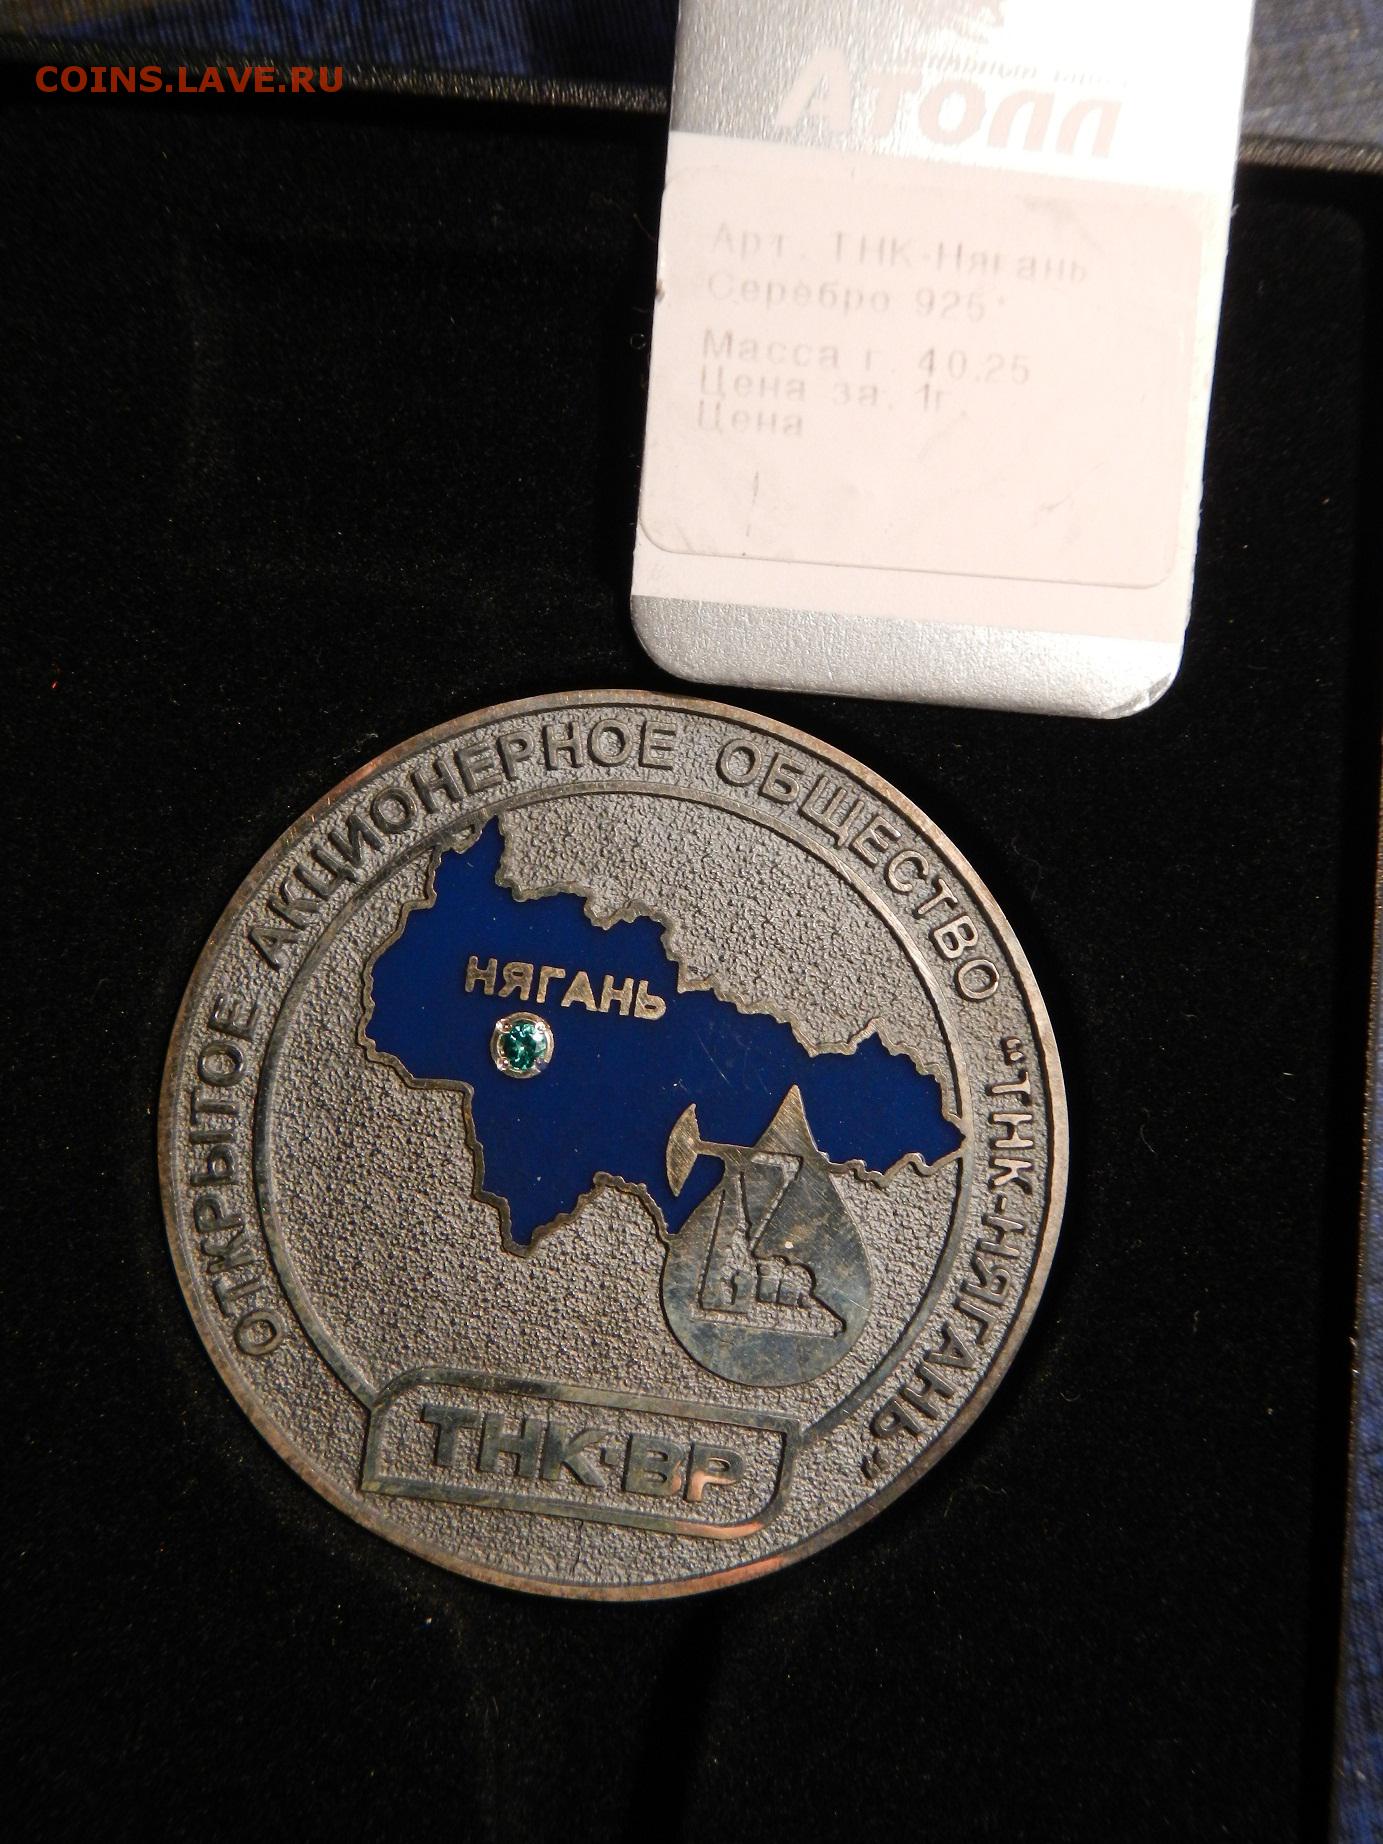 COINS.LAVE.RU
ПЛОТА
Арт. ТНК-Нягань
Серебро 925°
Масса г. 40.25
Цена за. 1г.
Цена
ОТКРЫТОЕ АКЦИОНЕРНОЕ ОБЩЕСТВО “ТНК-НЯГАНЬ”
НЯГАНЬ
ТНК-ВР